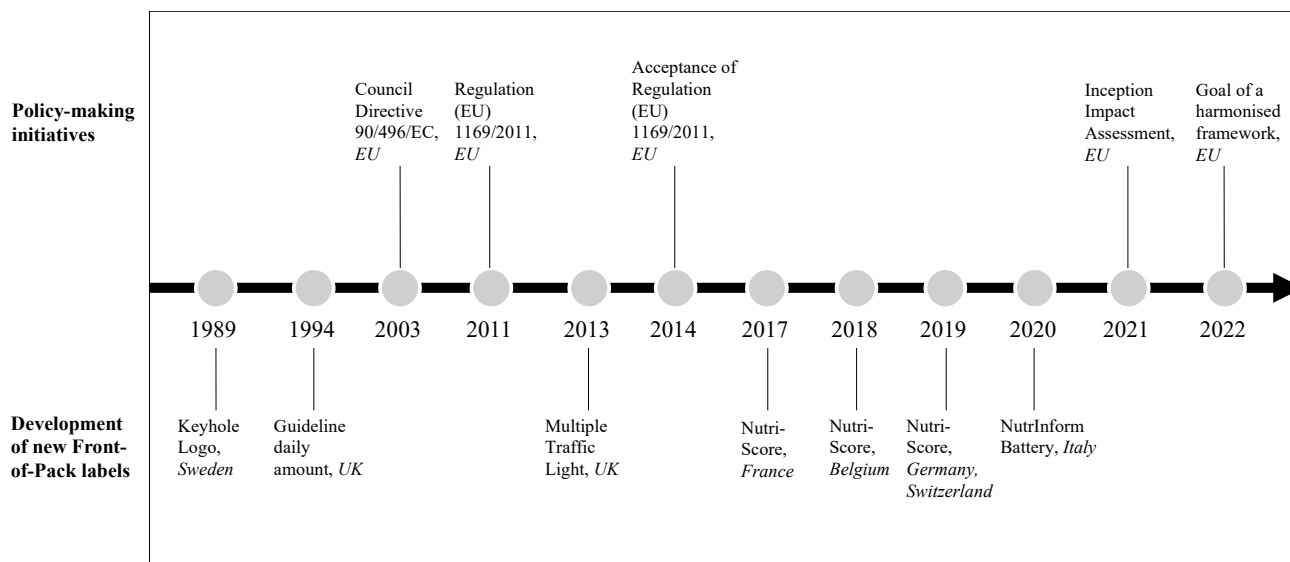 Policy-making
initiatives
Council
Directive
90/496/EC,
EU
Regulation
(EU)
1169/2011,
EU
Acceptance of
Regulation
(EU)
1169/2011,
EU
Inception
Impact
Assessment,
EU
Goal of a
harmonised
framework,
EU
1989 1994 2003 2011 2013 2014 2017 2018 2019 2020 2021 2022
Development
of new Front-
of-Pack labels
Keyhole
Logo,
Sweden
Guideline
daily
amount, UK
Multiple
Traffic
Light, UK
Nutri-
Score,
France
Nutri-
Score,
Belgium
Nutri-
Score,
Germany,
Switzerland
NutrInform
Battery, Italy